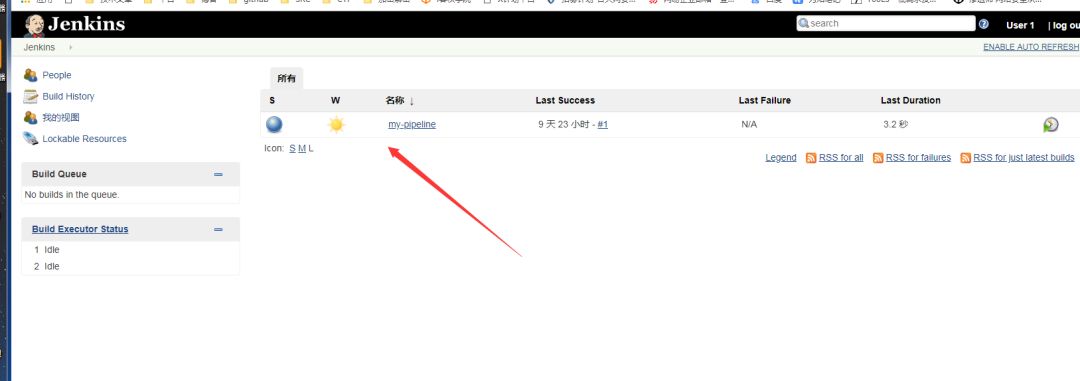 Jenkins
search
User 1
| log ou
Jenkins
ENABLE AUTO REFRESH
People
Build History
我的视图
Lockable Resources
所有
S W 名称 ↓ Last Success Last Failure Last Duration
my-pipeline 9 天 23 小时 - #1 N/A 3.2 秒
Icon: S M L
Legend RSS for all RSS for failures RSS for just latest builds
Build Queue
No builds in the queue.
Build Executor Status
1 Idle
2 Idle